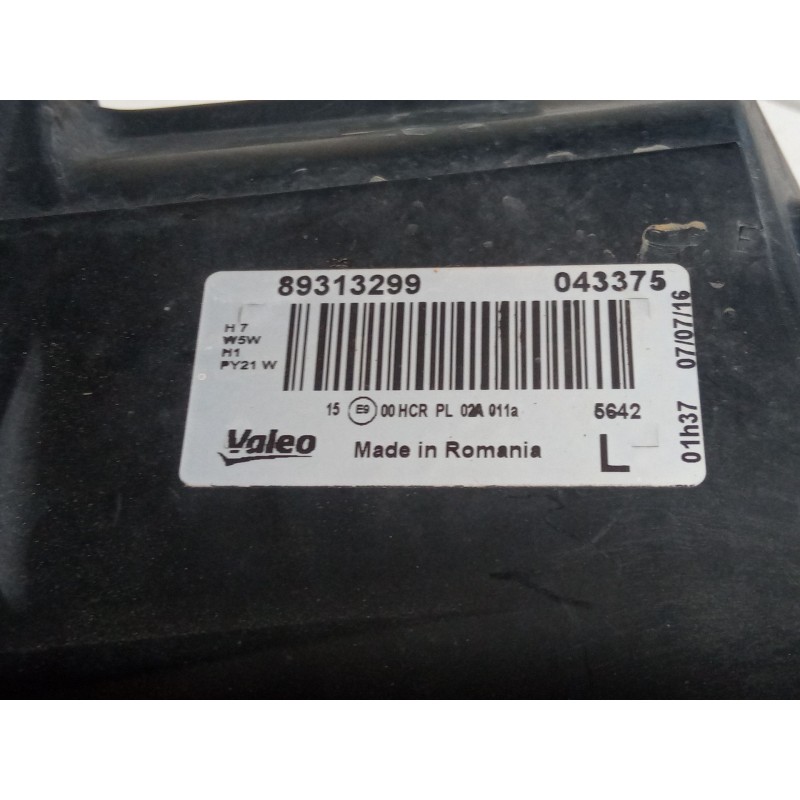 89313299 043375
H7
W5W
H1
PY21 W
15 E9 00 HCR PL 02A 011a 5642
Valeo Made in Romania L
01h37 07/07/16